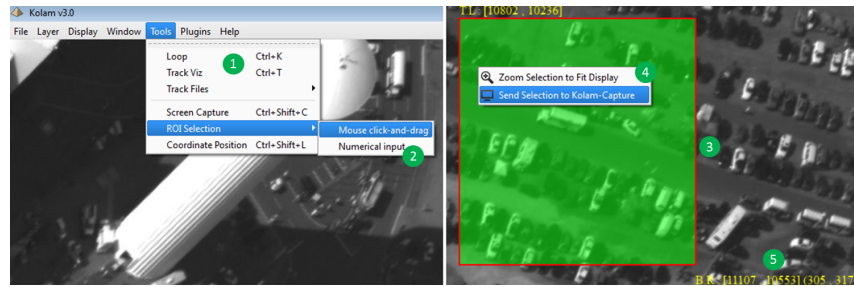 Kolam v3.0
File Layer Display Window Tools Plugins Help
Loop Ctrl+K
Track Viz Ctrl+T
Track Files
Screen Capture Ctrl+Shift+C
ROI Selection
Coordinate Position Ctrl+Shift+L
Mouse click-and-drag
Numerical input
1
2
T L : [10802 , 10236]
Zoom Selection to Fit Display
Send Selection to Kolam-Capture
4
3
5
B R : [11107 , 10553] (305 , 317